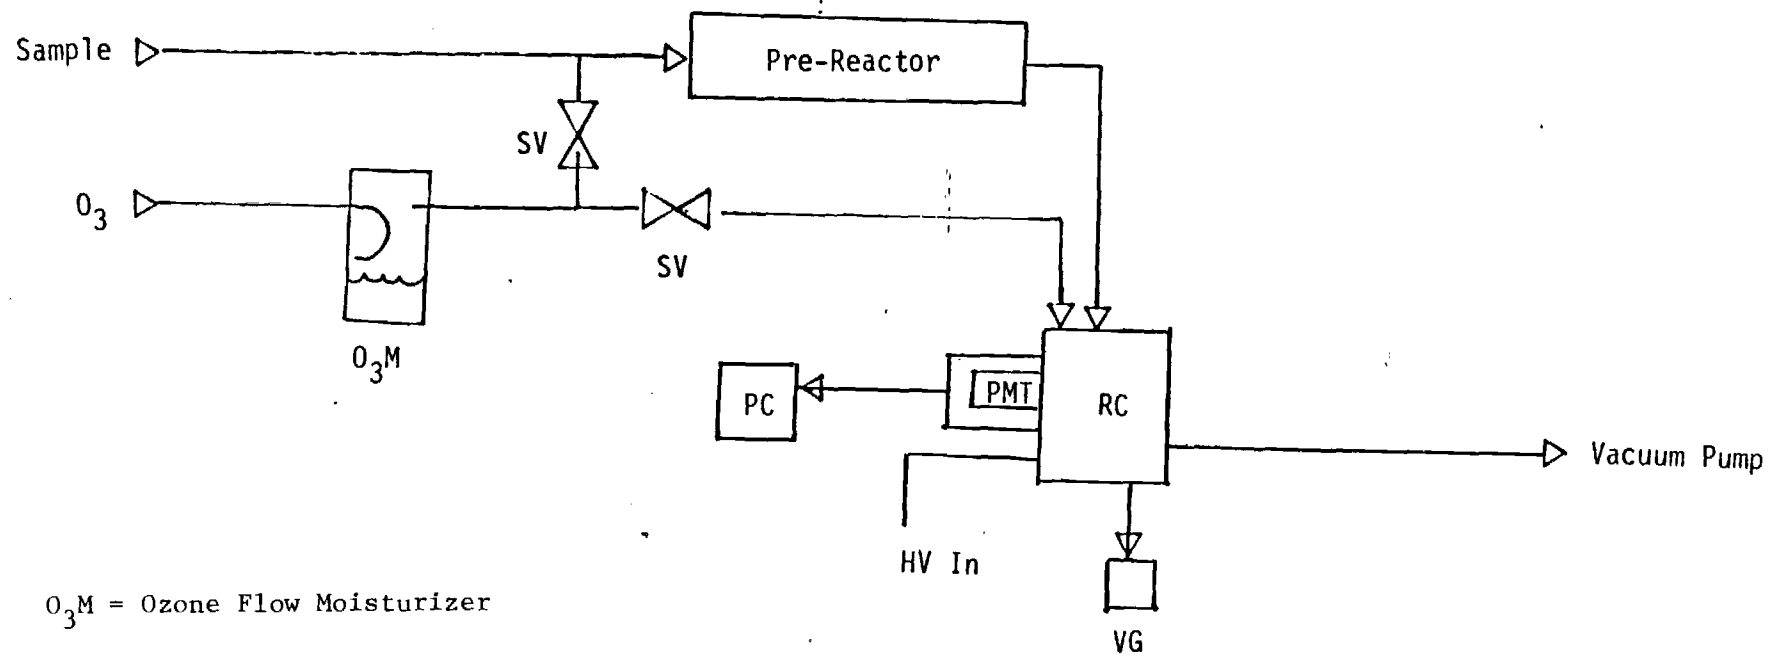 Sample
Pre-Reactor
SV
O₃
SV
O₃M
PC
PMT
RC
Vacuum Pump
HV In
O₃M = Ozone Flow Moisturizer
VG